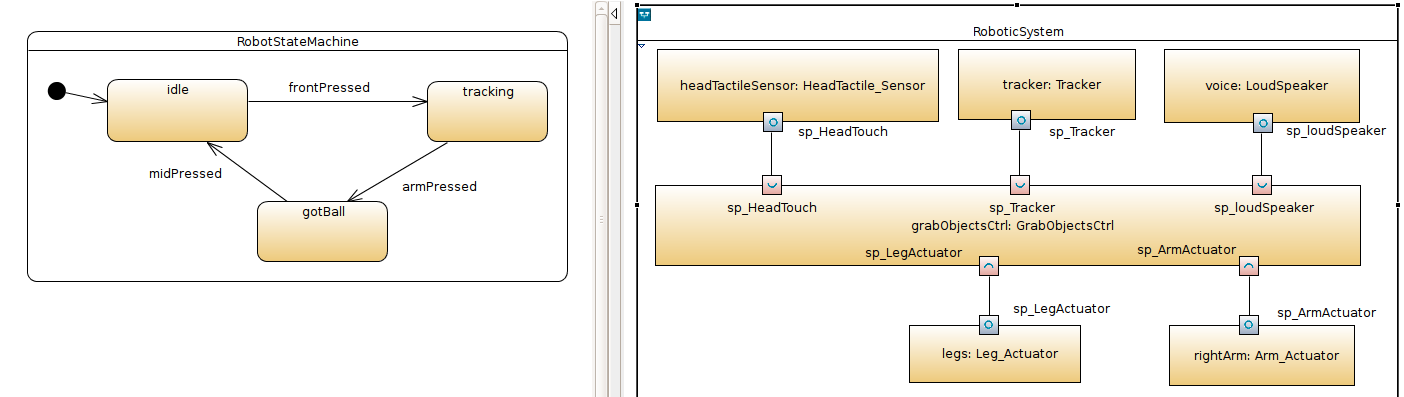 RobotStateMachine
idle
frontPressed
tracking
midPressed
armPressed
gotBall
RoboticSystem
headTactileSensor: HeadTactile_Sensor
tracker: Tracker
voice: LoudSpeaker
sp_HeadTouch
sp_Tracker
sp_loudSpeaker
sp_HeadTouch
sp_Tracker
sp_loudSpeaker
grabObjectsCtrl: GrabObjectsCtrl
sp_LegActuator
sp_ArmActuator
sp_LegActuator
sp_ArmActuator
legs: Leg_Actuator
rightArm: Arm_Actuator